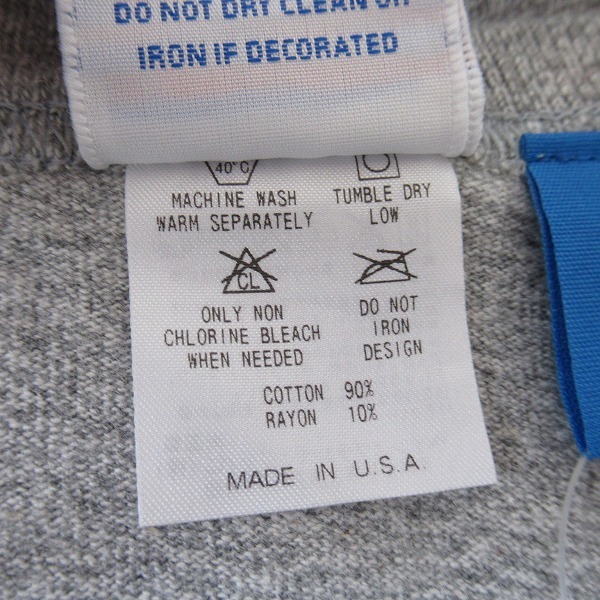 DO NOT DRY CLEAN OR
IRON IF DECORATED
40°C
MACHINE WASH
WARM SEPARATELY
TUMBLE DRY
LOW
CL
ONLY NON
CHLORINE BLEACH
WHEN NEEDED
DO NOT
IRON
DESIGN
COTTON 90%
RAYON 10%
MADE IN U.S.A.